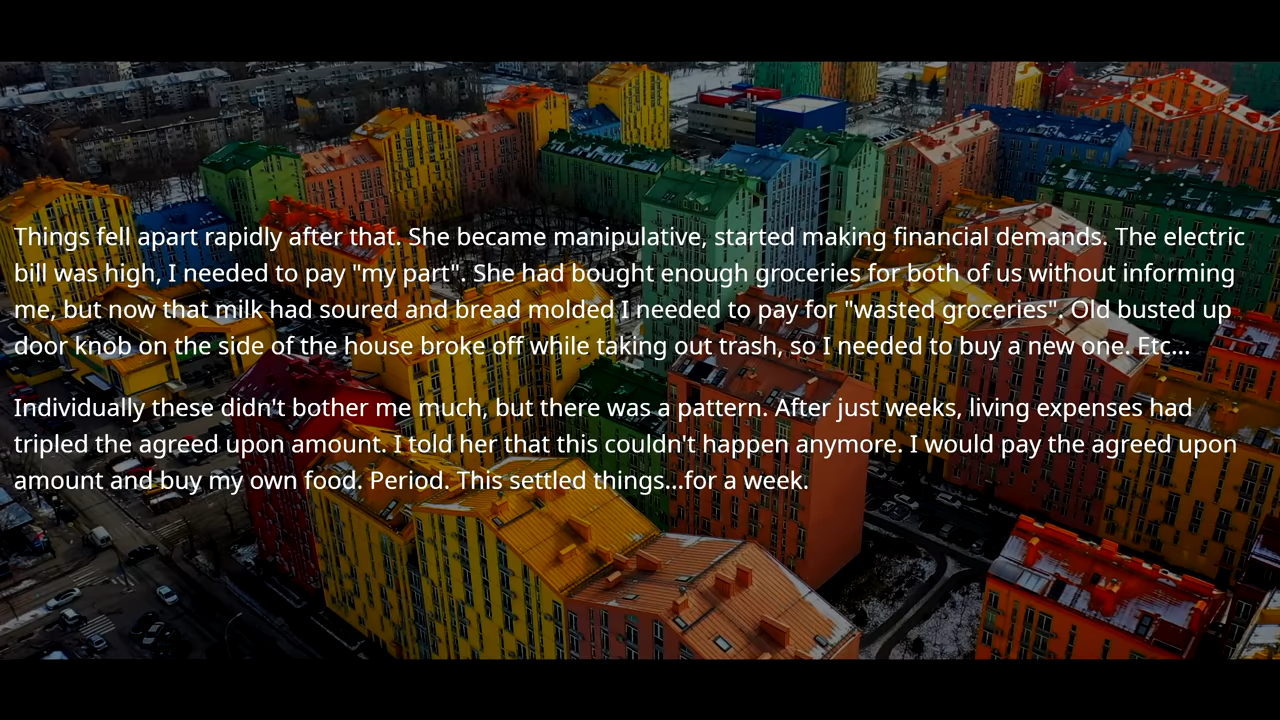 Things fell apart rapidly after that. She became manipulative, started making financial demands. The electric
bill was high, I needed to pay "my part". She had bought enough groceries for both of us without informing
me, but now that milk had soured and bread molded I needed to pay for "wasted groceries". Old busted up
door knob on the side of the house broke off while taking out trash, so I needed to buy a new one. Etc...
Individually these didn't bother me much, but there was a pattern. After just weeks, living expenses had
tripled the agreed upon amount. I told her that this couldn't happen anymore. I would pay the agreed upon
amount and buy my own food. Period. This settled things...for a week.